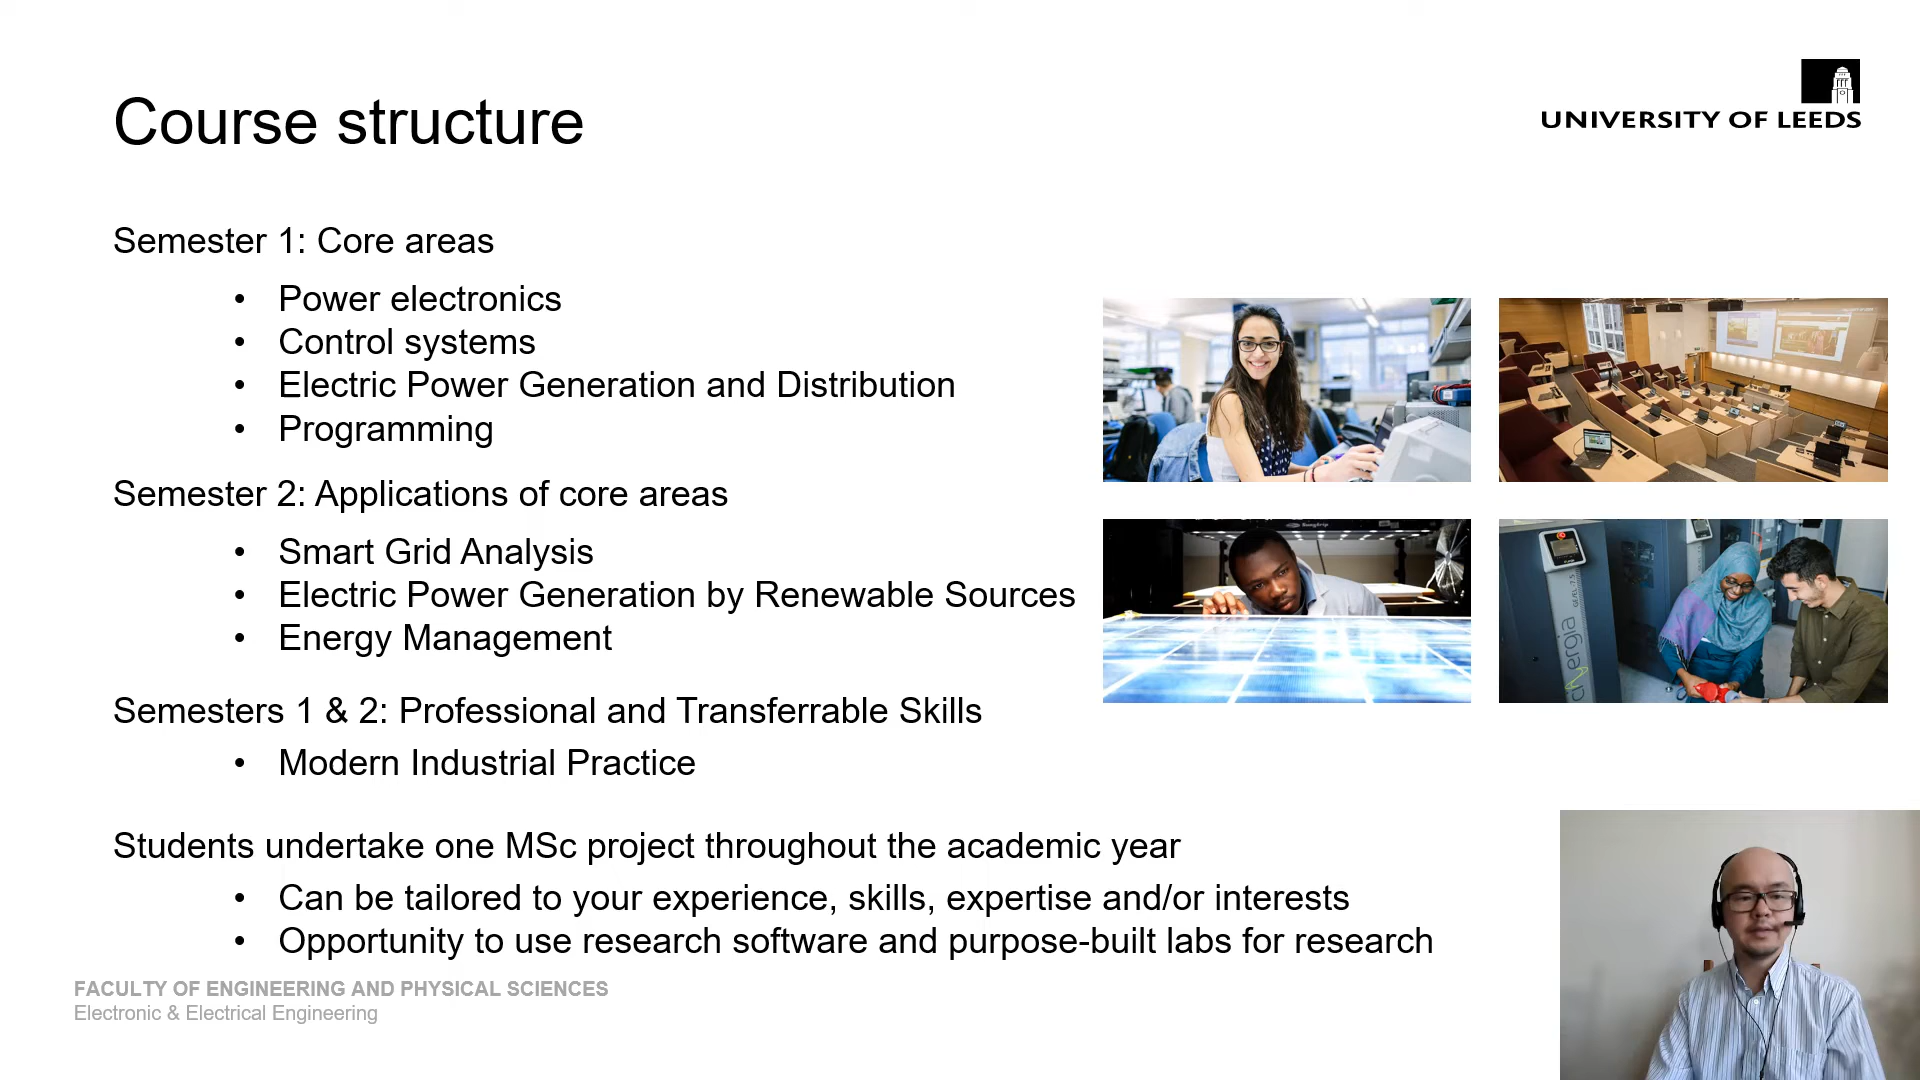 Course structure
UNIVERSITY OF LEEDS
Semester 1: Core areas
• Power electronics
• Control systems
• Electric Power Generation and Distribution
• Programming
Semester 2: Applications of core areas
• Smart Grid Analysis
• Electric Power Generation by Renewable Sources
• Energy Management
Semesters 1 & 2: Professional and Transferrable Skills
• Modern Industrial Practice
Students undertake one MSc project throughout the academic year
• Can be tailored to your experience, skills, expertise and/or interests
• Opportunity to use research software and purpose-built labs for research
FACULTY OF ENGINEERING AND PHYSICAL SCIENCES
Electronic & Electrical Engineering